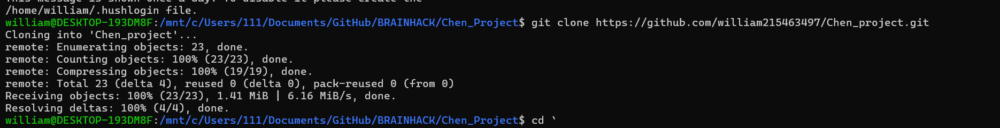 This message is shown once a day. To disable it please create the
/home/william/.hushlogin file.
william@DESKTOP-193DM8F:/mnt/c/Users/111/Documents/GitHub/BRAINHACK/Chen_Project$ git clone https://github.com/william215463497/Chen_project.git
Cloning into 'Chen_project'...
remote: Enumerating objects: 23, done.
remote: Counting objects: 100% (23/23), done.
remote: Compressing objects: 100% (19/19), done.
remote: Total 23 (delta 4), reused 0 (delta 0), pack-reused 0 (from 0)
Receiving objects: 100% (23/23), 1.41 MiB | 6.16 MiB/s, done.
Resolving deltas: 100% (4/4), done.
william@DESKTOP-193DM8F:/mnt/c/Users/111/Documents/GitHub/BRAINHACK/Chen_Project$ cd `